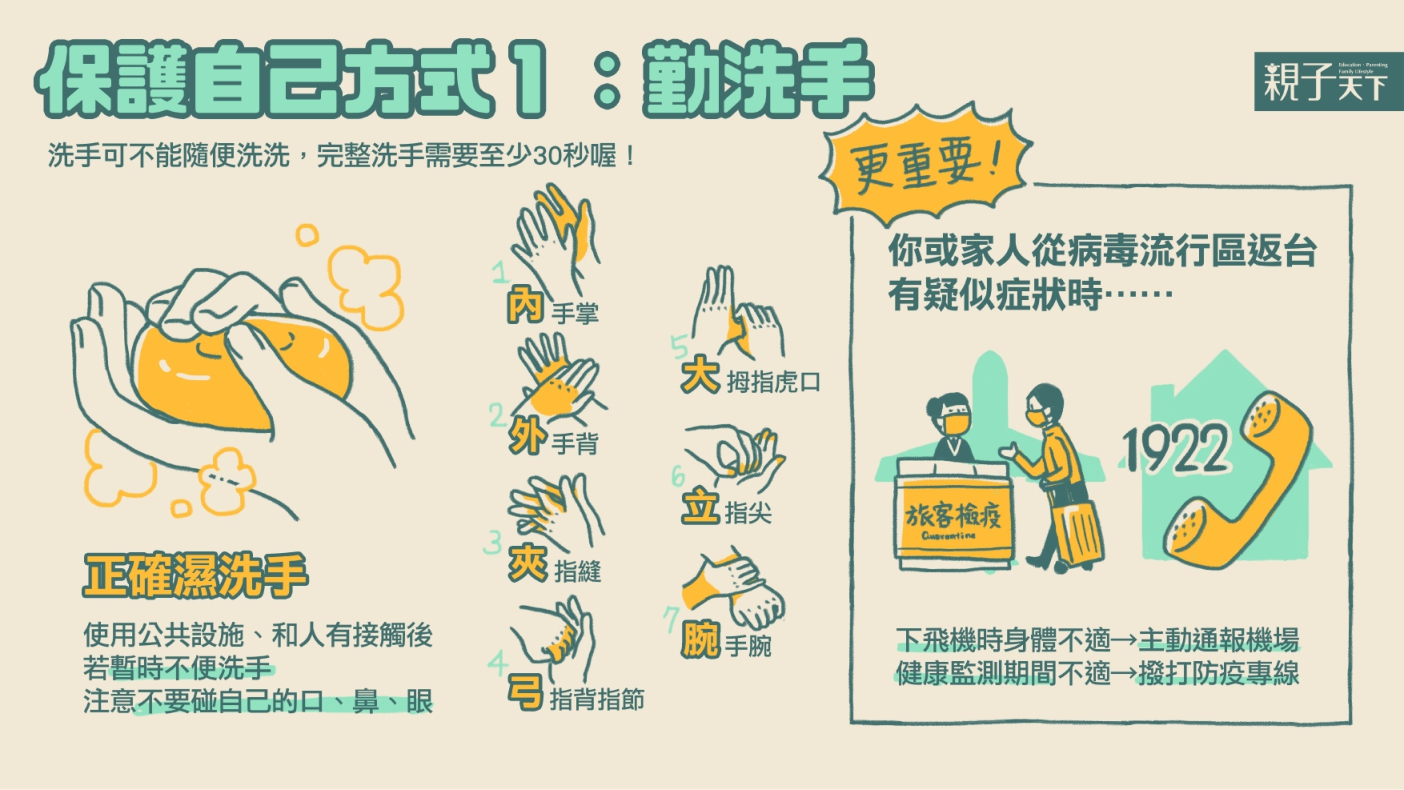 保護自己方式1：勤洗手
親子天下
Education・Parenting
Family Lifestyle
洗手可不能隨便洗洗，完整洗手需要至少30秒喔！
1
內 手掌
2
外 手背
3
夾 指縫
4
弓 指背指節
5
大 拇指虎口
6
立 指尖
7
腕 手腕
正確濕洗手
使用公共設施、和人有接觸後
若暫時不便洗手
注意不要碰自己的口、鼻、眼
更重要！
你或家人從病毒流行區返台
有疑似症狀時⋯⋯
旅客檢疫
Quarantine
1922
下飛機時身體不適→主動通報機場
健康監測期間不適→撥打防疫專線